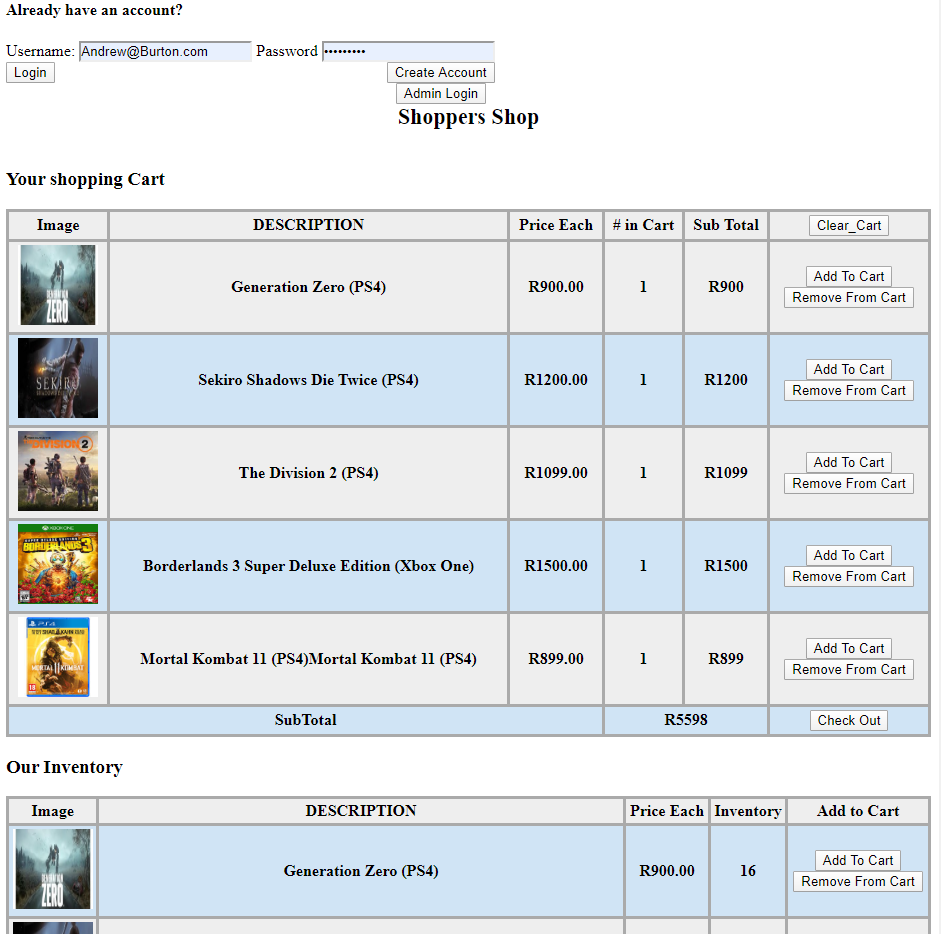 Already have an account?
Username: Andrew@Burton.com Password •••••••••
Login Create Account
Admin Login
Shoppers Shop
Your shopping Cart
Image DESCRIPTION Price Each # in Cart Sub Total Clear_Cart
GENERATION
ZERO
Generation Zero (PS4) R900.00 1 R900 Add To Cart
Remove From Cart
SEKIRO
Sekiro Shadows Die Twice (PS4) R1200.00 1 R1200 Add To Cart
Remove From Cart
DIVISION 2
The Division 2 (PS4) R1099.00 1 R1099 Add To Cart
Remove From Cart
XBOX ONE
BORDERLANDS 3
Borderlands 3 Super Deluxe Edition (Xbox One) R1500.00 1 R1500 Add To Cart
Remove From Cart
PS4
MORTAL KOMBAT
18
Mortal Kombat 11 (PS4)Mortal Kombat 11 (PS4) R899.00 1 R899 Add To Cart
Remove From Cart
SubTotal R5598 Check Out
Our Inventory
Image DESCRIPTION Price Each Inventory Add to Cart
GENERATION
ZERO
Generation Zero (PS4) R900.00 16 Add To Cart
Remove From Cart